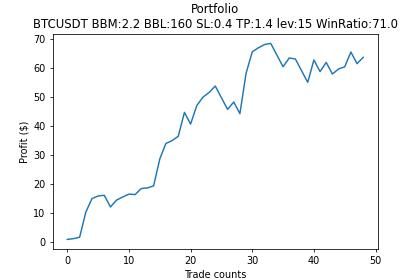 Portfolio
BTCUSDT BBM:2.2 BBL:160 SL:0.4 TP:1.4 lev:15 WinRatio:71.0
70
60
50
40
30
20
10
0
Profit ($)
0 10 20 30 40 50
Trade counts